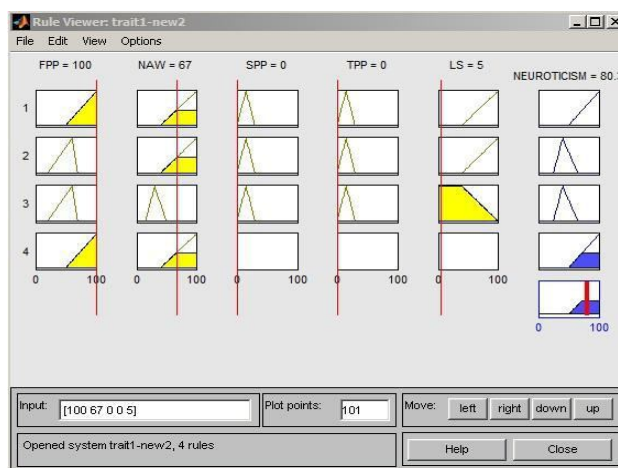 Rule Viewer: trait1-new2
File Edit View Options
FPP = 100 NAW = 67 SPP = 0 TPP = 0 LS = 5
NEUROTICISM = 80.
1
2
3
4
0 100 0 100 0 100 0 100 0 100
0 100
Input: [100 67 0 0 5] Plot points: 101 Move: left right down up
Opened system trait1-new2, 4 rules Help Close